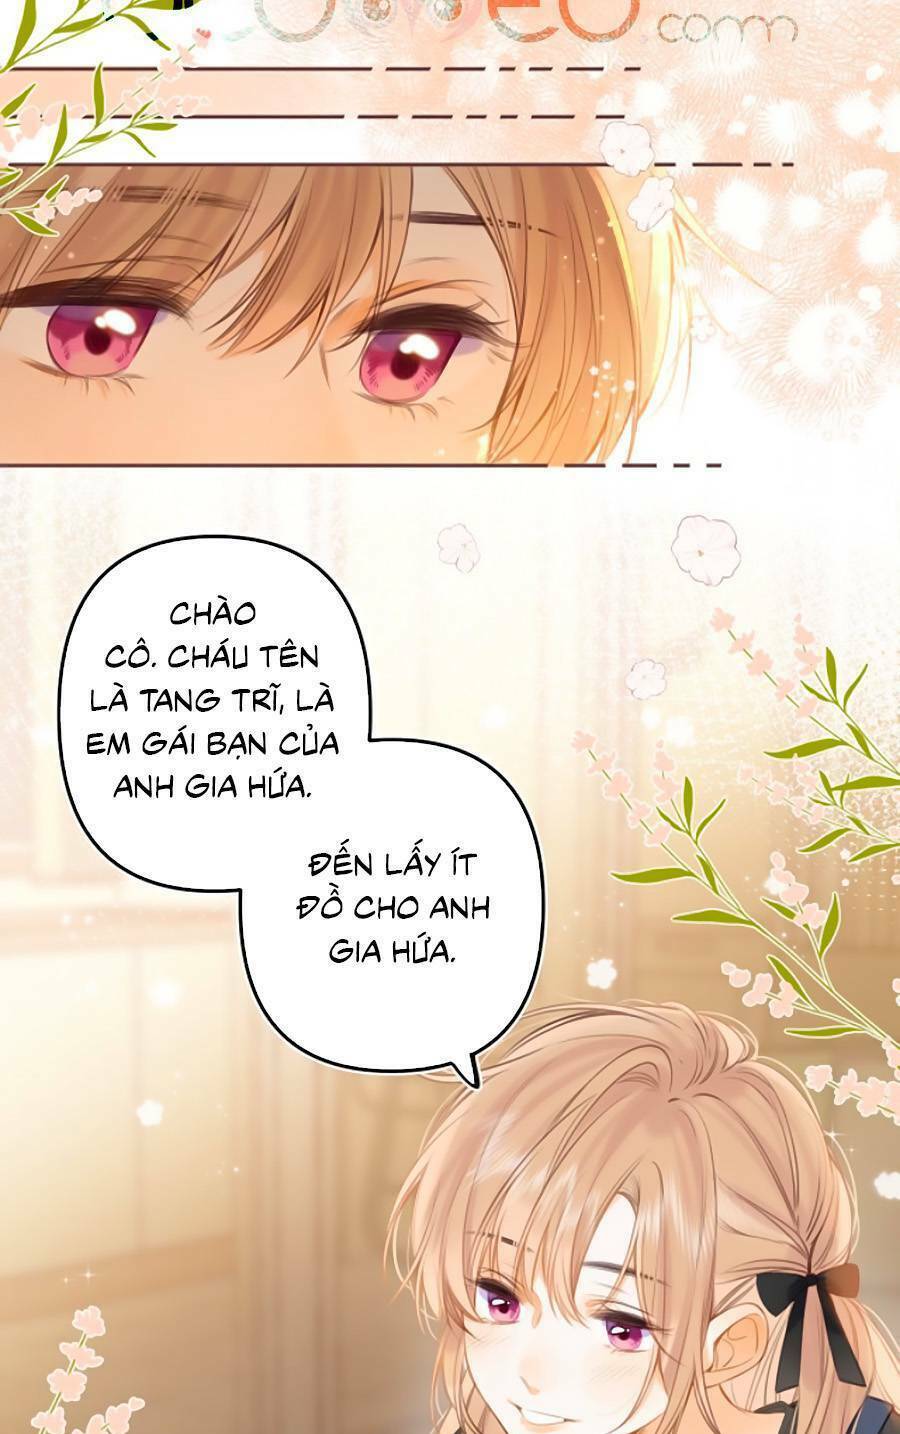 CHÀO
CÔ. CHÁU TÊN
LÀ TANG TRĨ, LÀ
EM GÁI BẠN CỦA
ANH GIA HỨA.
ĐẾN LẤY ÍT
ĐỒ CHO ANH
GIA HỨA.